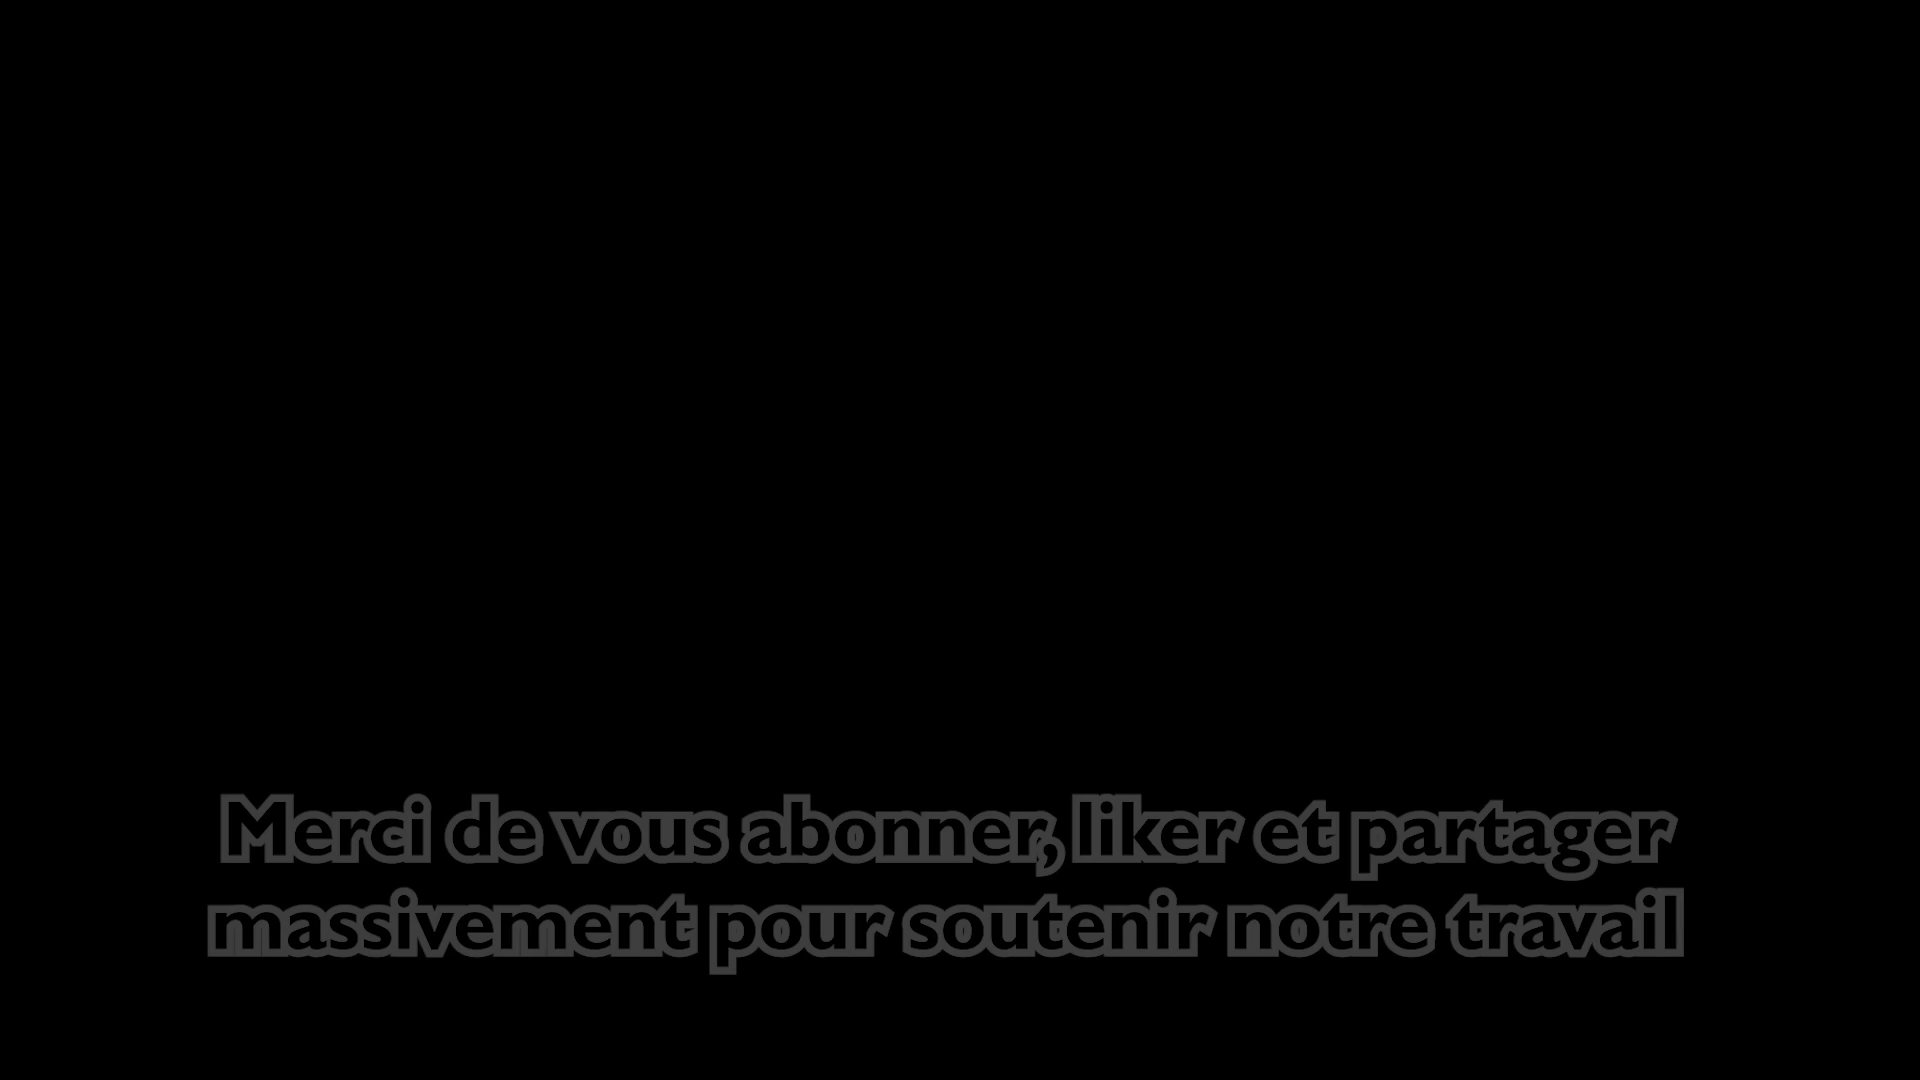 Merci de vous abonner, liker et partager
massivement pour soutenir notre travail